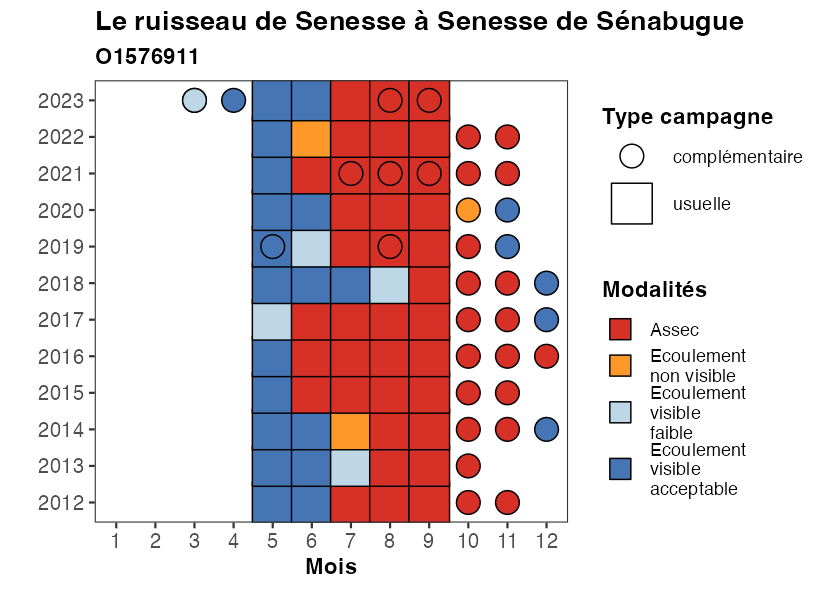 Le ruisseau de Senesse à Senesse de Sénabugue
O1576911
2023
2022
2021
2020
2019
2018
2017
2016
2015
2014
2013
2012
1 2 3 4 5 6 7 8 9 10 11 12
Mois
Type campagne
complémentaire
usuelle
Modalités
Assec
Ecoulement
non visible
Ecoulement
visible
faible
Ecoulement
visible
acceptable